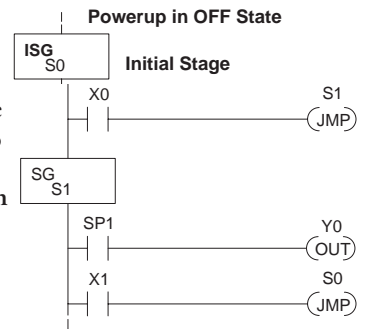 Powerup in OFF State
ISG
S0
Initial Stage
X0
S1
JMP
SG
S1
SP1
Y0
OUT
X1
S0
JMP